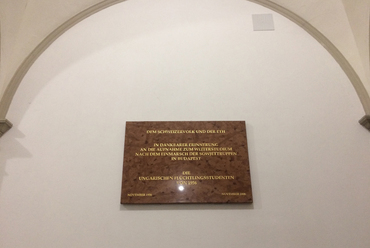 DEM SCHWEIZERVOLK UND DER ETH
IN DANKBARER ERINNERUNG
AN DIE AUFNAHME ZUM WEITERSTUDIUM
NACH DEM EINMARSCH DER SOWJETTRUPPEN
IN BUDAPEST
DIE
UNGARISCHEN FLÜCHTLINGSSTUDENTEN
VON 1956